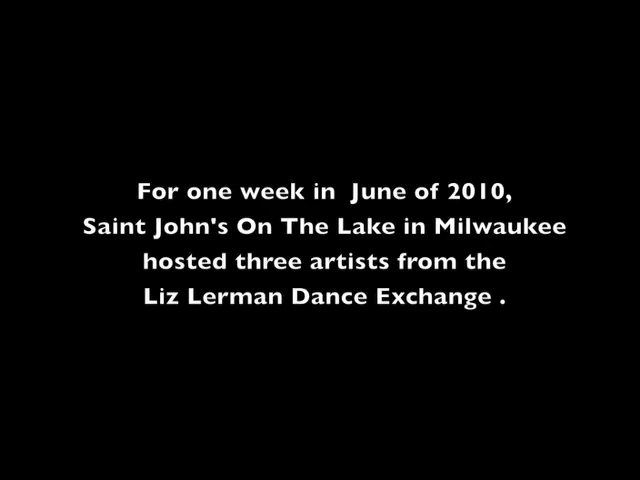 For one week in  June of 2010,
Saint John's On The Lake in Milwaukee
hosted three artists from the
Liz Lerman Dance Exchange .